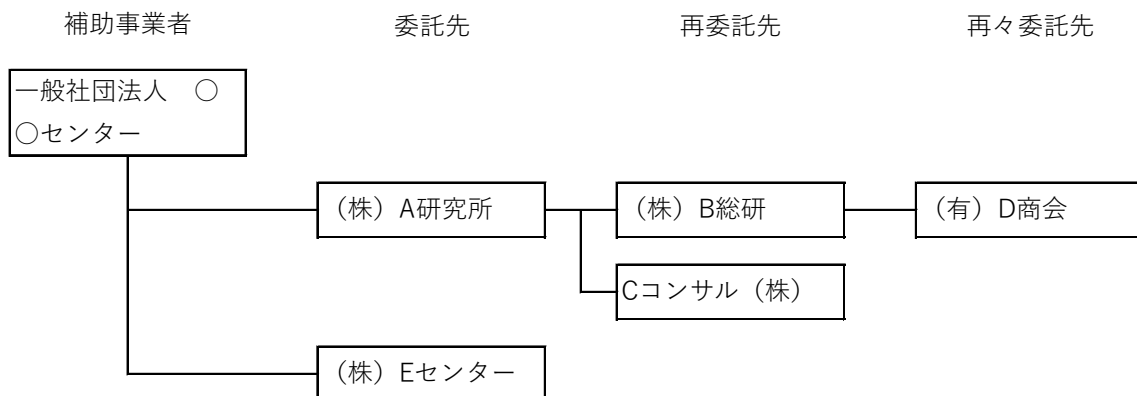 補助事業者
委託先
再委託先
再々委託先
一般社団法人　○
○センター
（株）A研究所
（株）B総研
（有）D商会
Cコンサル（株）
（株）Eセンター